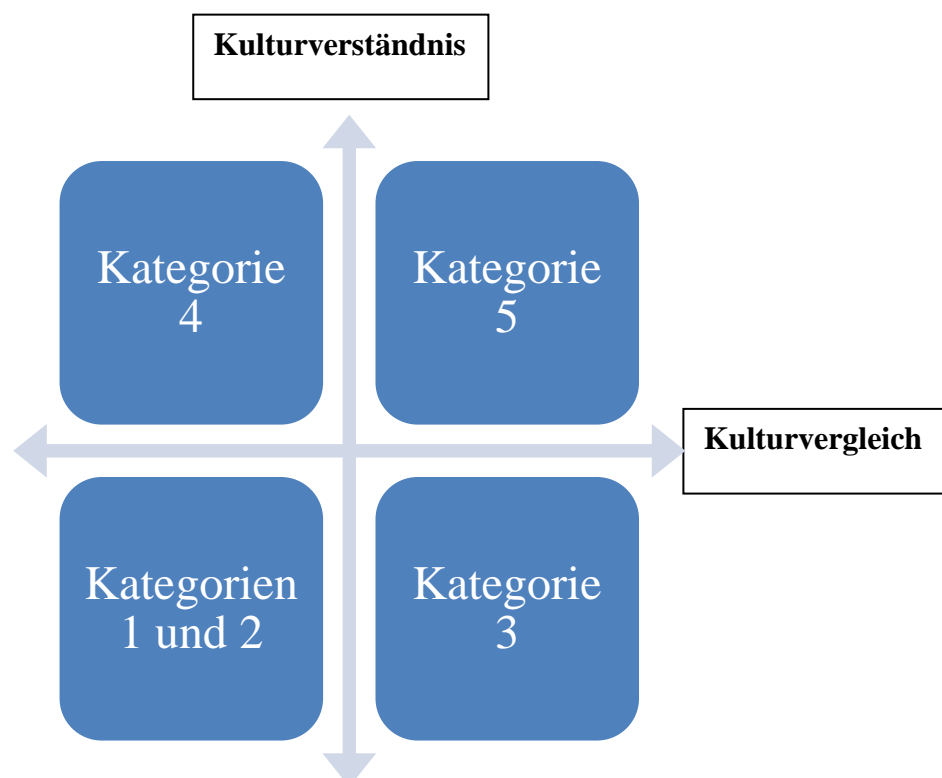 Kulturverständnis
Kategorie
4
Kategorie
5
Kulturvergleich
Kategorien
1 und 2
Kategorie
3